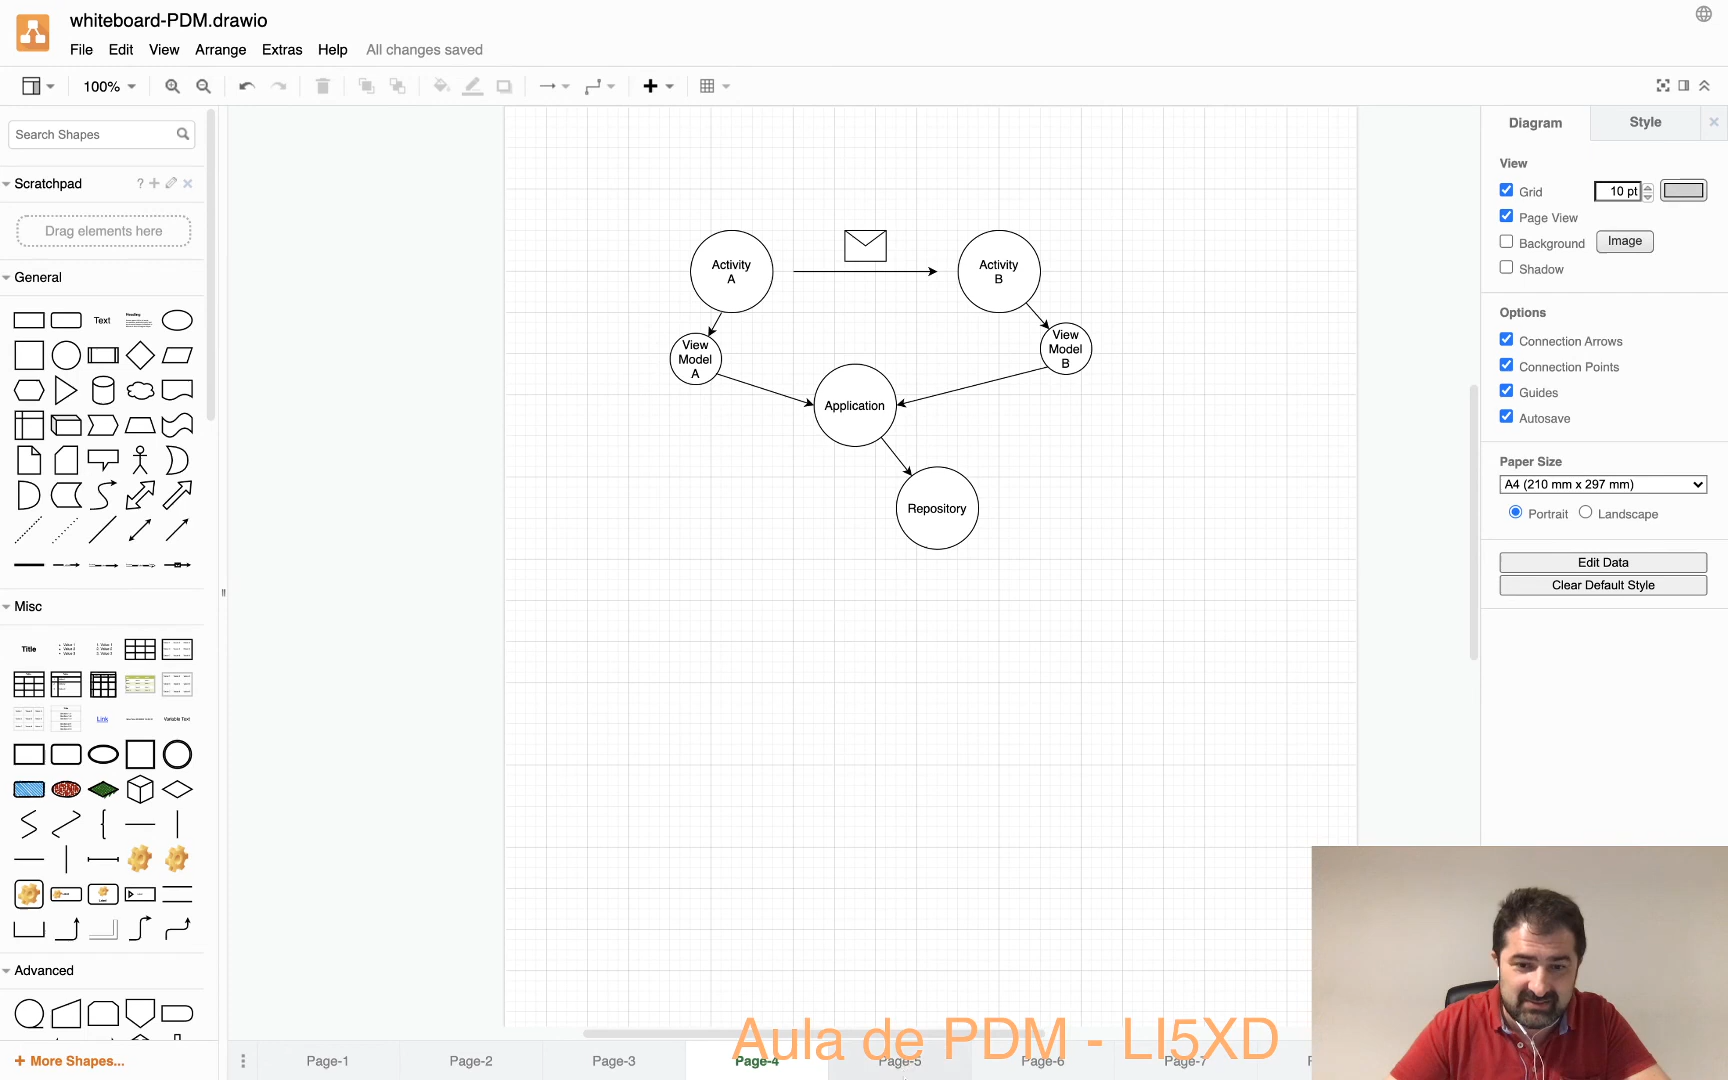 whiteboard-PDM.drawio
File Edit View Arrange Extras Help All changes saved
100%
Search Shapes
Scratchpad
?
Drag elements here
General
Text
Heading
Misc
Title
Link
Variable Text
Advanced
+ More Shapes...
Activity
A
Activity
B
View
Model
A
View
Model
B
Application
Repository
Diagram
Style
View
Grid
10 pt
Page View
Background
Image
Shadow
Options
Connection Arrows
Connection Points
Guides
Autosave
Paper Size
A4 (210 mm x 297 mm)
Portrait
Landscape
Edit Data
Clear Default Style
Aula de PDM - LI5XD
Page-1
Page-2
Page-3
Page-4
Page-5
Page-6
Page-7